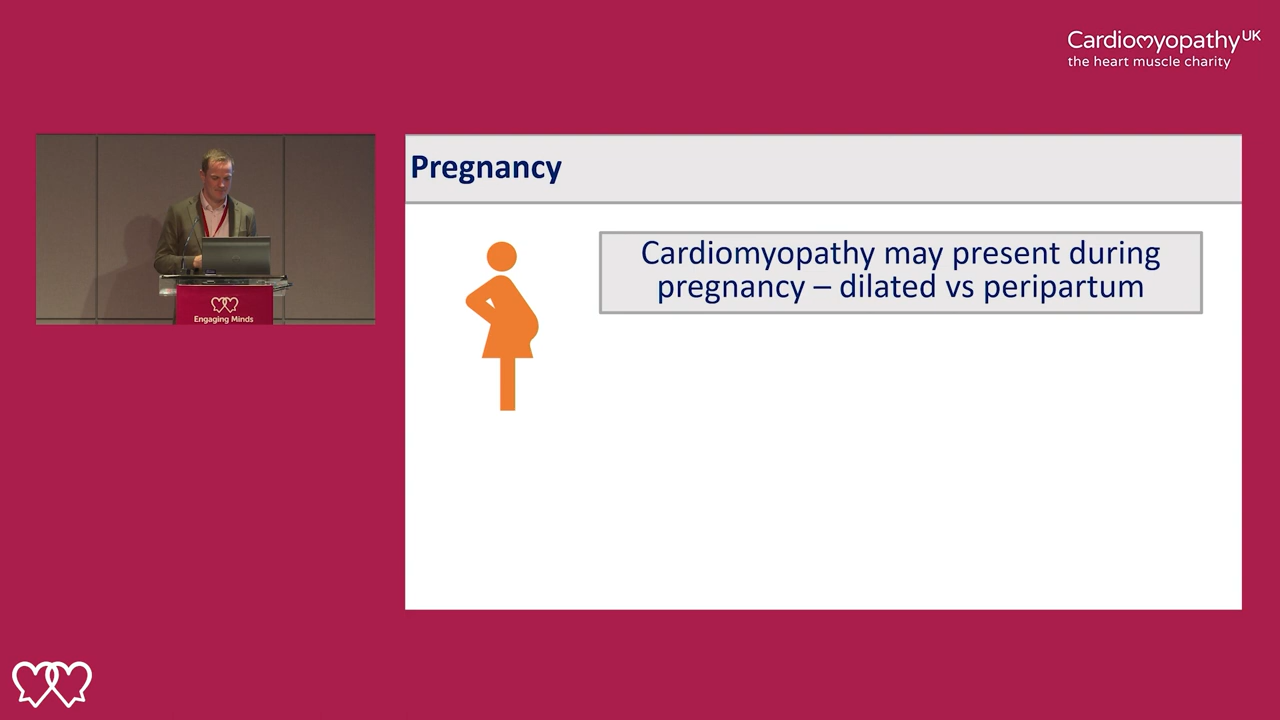 Cardiomyopathy UK
the heart muscle charity
Pregnancy
Cardiomyopathy may present during
pregnancy – dilated vs peripartum
Engaging Minds